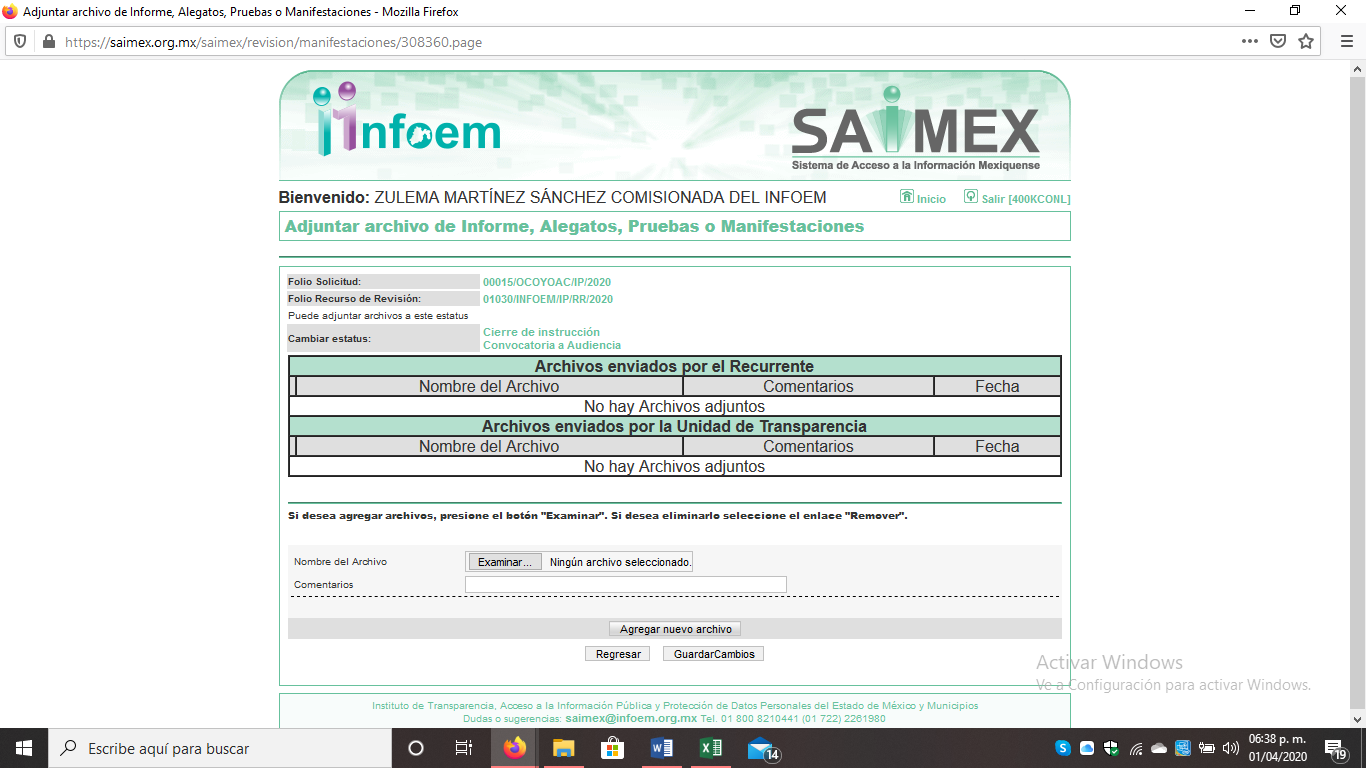 Adjuntar archivo de Informe, Alegatos, Pruebas o Manifestaciones - Mozilla Firefox
https://saimex.org.mx/saimex/revision/manifestaciones/308360.page
infoem
SAIMEX
Sistema de Acceso a la Información Mexiquense
Bienvenido: ZULEMA MARTÍNEZ SÁNCHEZ COMISIONADA DEL INFOEM
Inicio
Salir [400KCONL]
Adjuntar archivo de Informe, Alegatos, Pruebas o Manifestaciones
Folio Solicitud: 00015/OCOYOAC/IP/2020
Folio Recurso de Revisión: 01030/INFOEM/IP/RR/2020
Puede adjuntar archivos a este estatus
Cambiar estatus: Cierre de instrucción
Convocatoria a Audiencia
Archivos enviados por el Recurrente
Nombre del Archivo Comentarios Fecha
No hay Archivos adjuntos
Archivos enviados por la Unidad de Transparencia
Nombre del Archivo Comentarios Fecha
No hay Archivos adjuntos
Si desea agregar archivos, presione el botón "Examinar". Si desea eliminarlo seleccione el enlace "Remover".
Nombre del Archivo Examinar... Ningún archivo seleccionado.
Comentarios
Agregar nuevo archivo
Regresar GuardarCambios
Activar Windows
Ve a Configuración para activar Windows.
Instituto de Transparencia, Acceso a la Información Pública y Protección de Datos Personales del Estado de México y Municipios
Dudas o sugerencias: saimex@infoem.org.mx Tel. 01 800 8210441 (01 722) 2261980
Escribe aquí para buscar
14
06:38 p. m.
01/04/2020
19